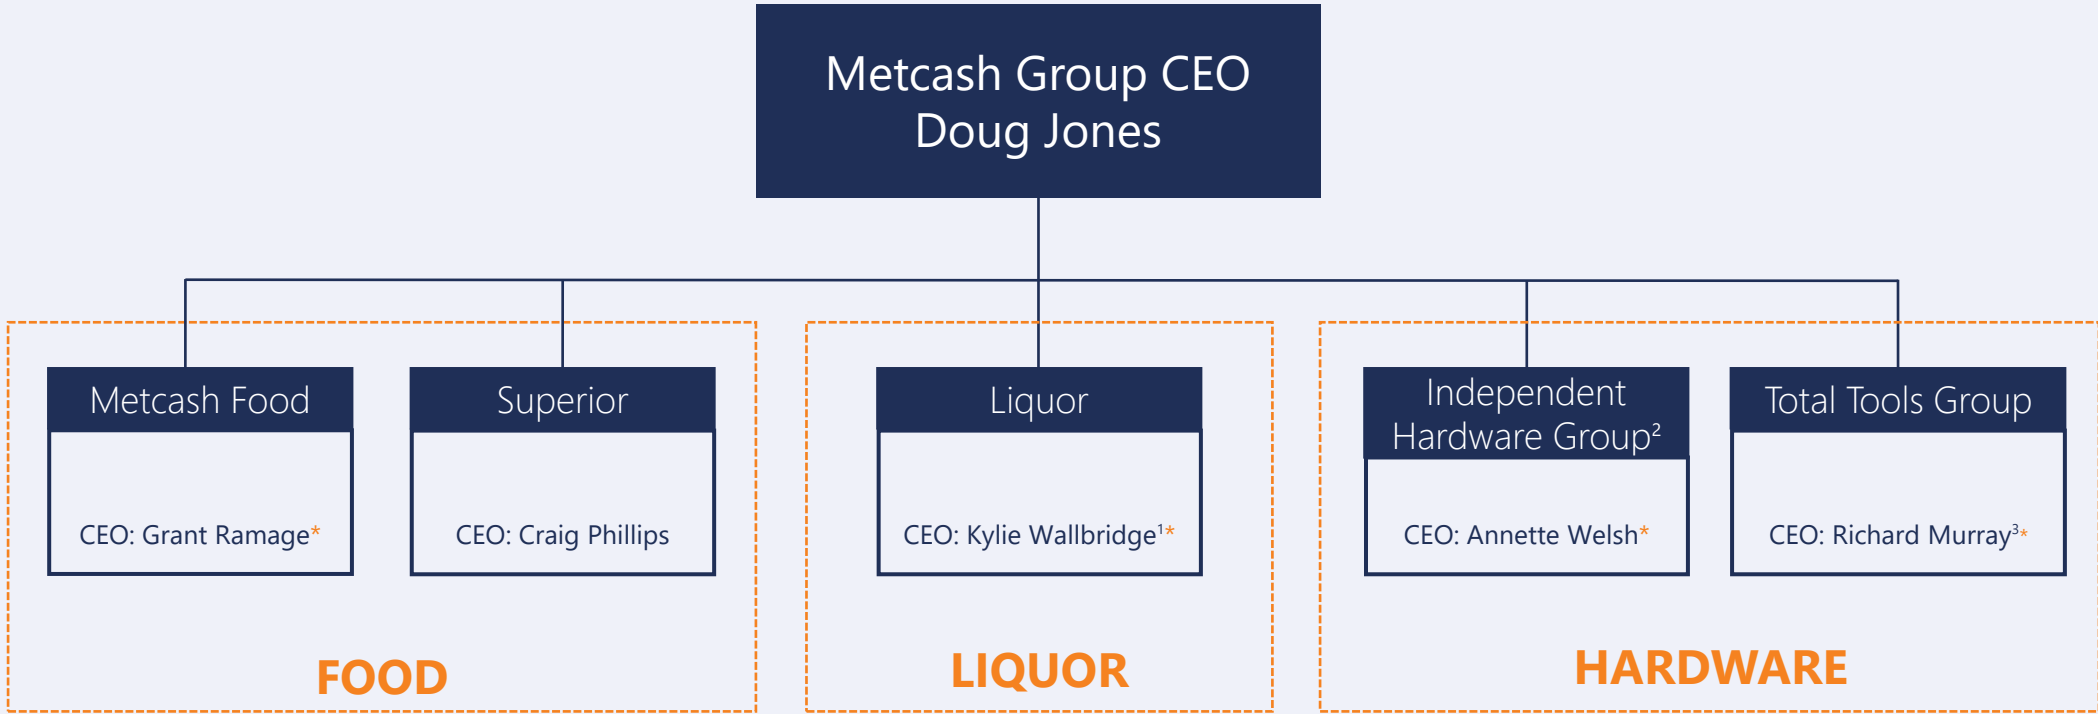 Metcash Group CEO
Doug Jones
Metcash Food
CEO: Grant Ramage*
Superior
CEO: Craig Phillips
FOOD
Liquor
CEO: Kylie Wallbridge¹*
LIQUOR
Independent
Hardware Group²
CEO: Annette Welsh*
Total Tools Group
CEO: Richard Murray³*
HARDWARE